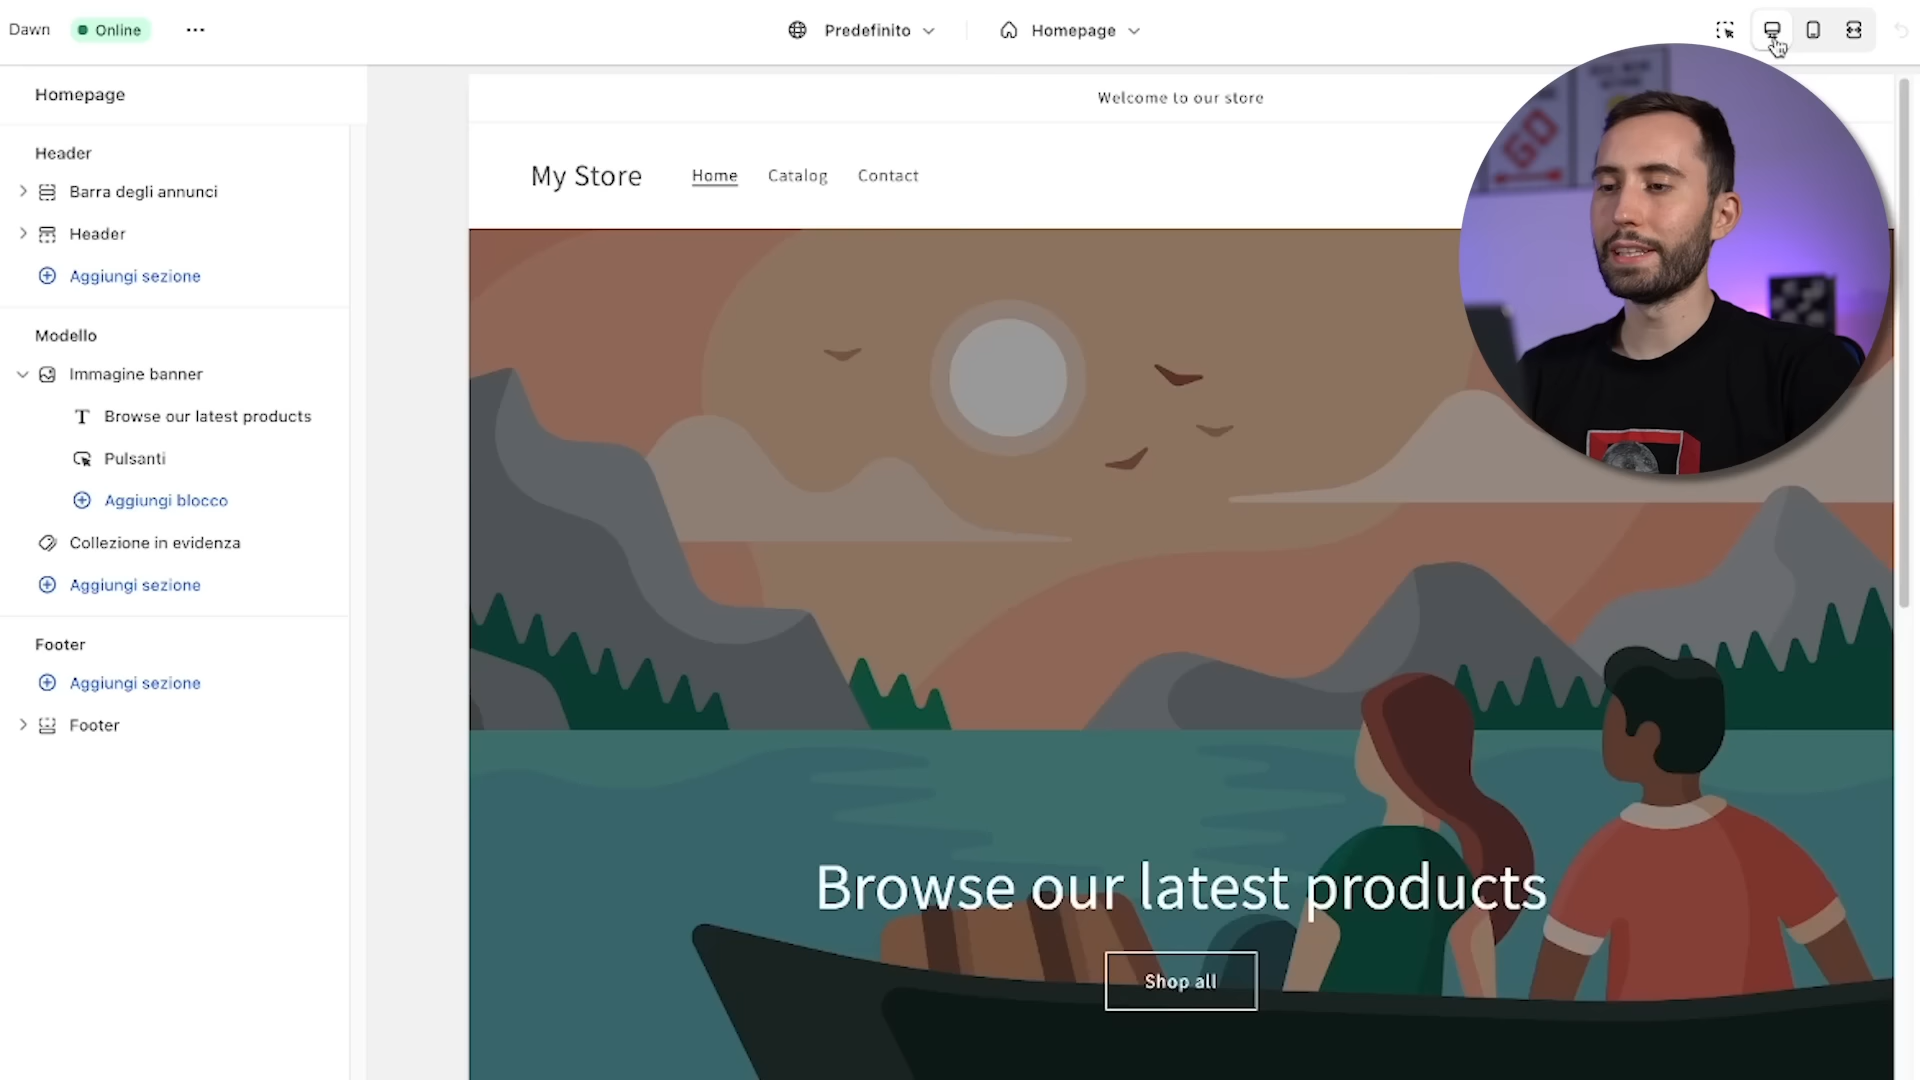 Dawn
Online
Predefinito
Homepage
Homepage
Header
Barra degli annunci
Header
Aggiungi sezione
Modello
Immagine banner
Browse our latest products
Pulsanti
Aggiungi blocco
Collezione in evidenza
Aggiungi sezione
Footer
Aggiungi sezione
Footer
Welcome to our store
My Store
Home
Catalog
Contact
GO
Browse our latest products
Shop all